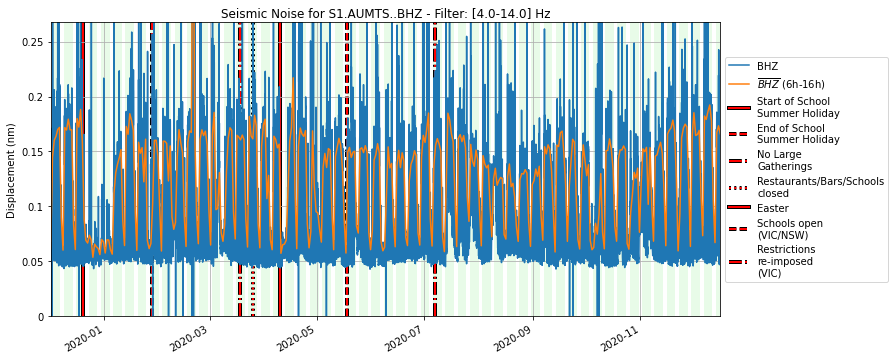 Seismic Noise for S1.AUMTS..BHZ - Filter: [4.0-14.0] Hz
Displacement (nm)
0.25
0.2
0.15
0.1
0.05
0
2020-01
2020-03
2020-05
2020-07
2020-09
2020-11
BHZ
BHZ (6h-16h)
Start of School
Summer Holiday
End of School
Summer Holiday
No Large
Gatherings
Restaurants/Bars/Schools
closed
Easter
Schools open
(VIC/NSW)
Restrictions
re-imposed
(VIC)